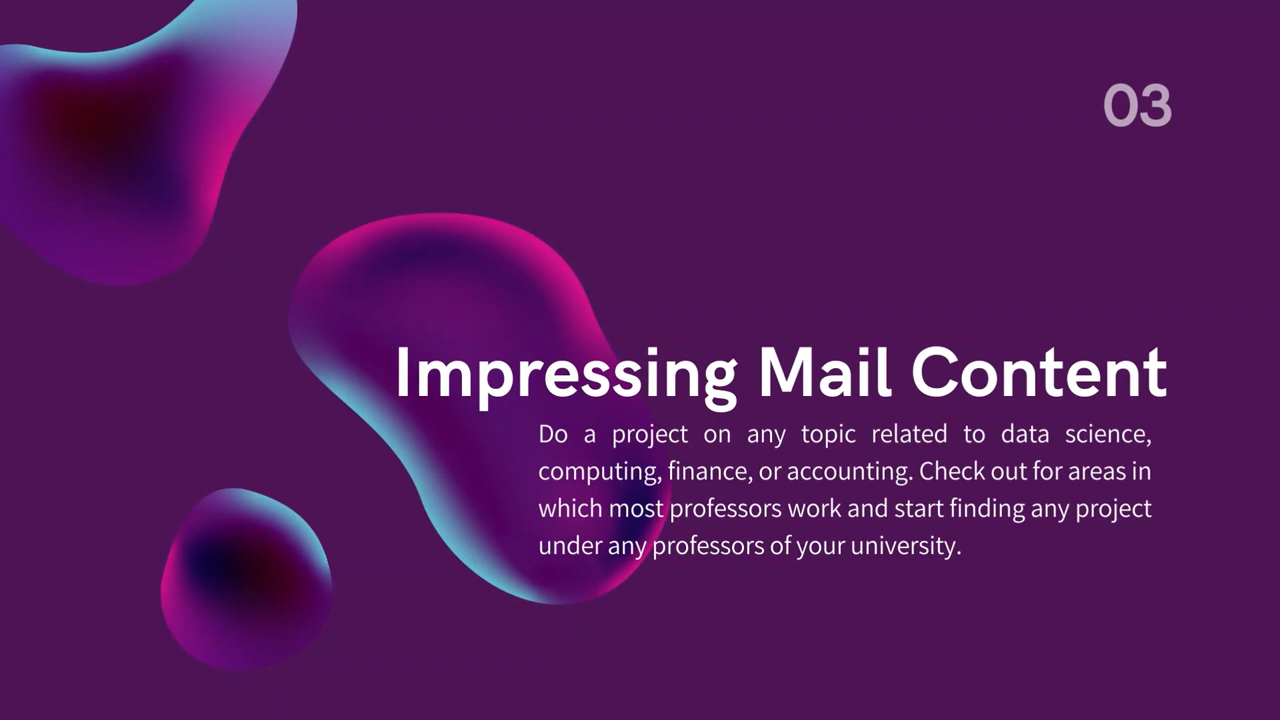 03
Impressing Mail Content
Do a project on any topic related to data science,
computing, finance, or accounting. Check out for areas in
which most professors work and start finding any project
under any professors of your university.